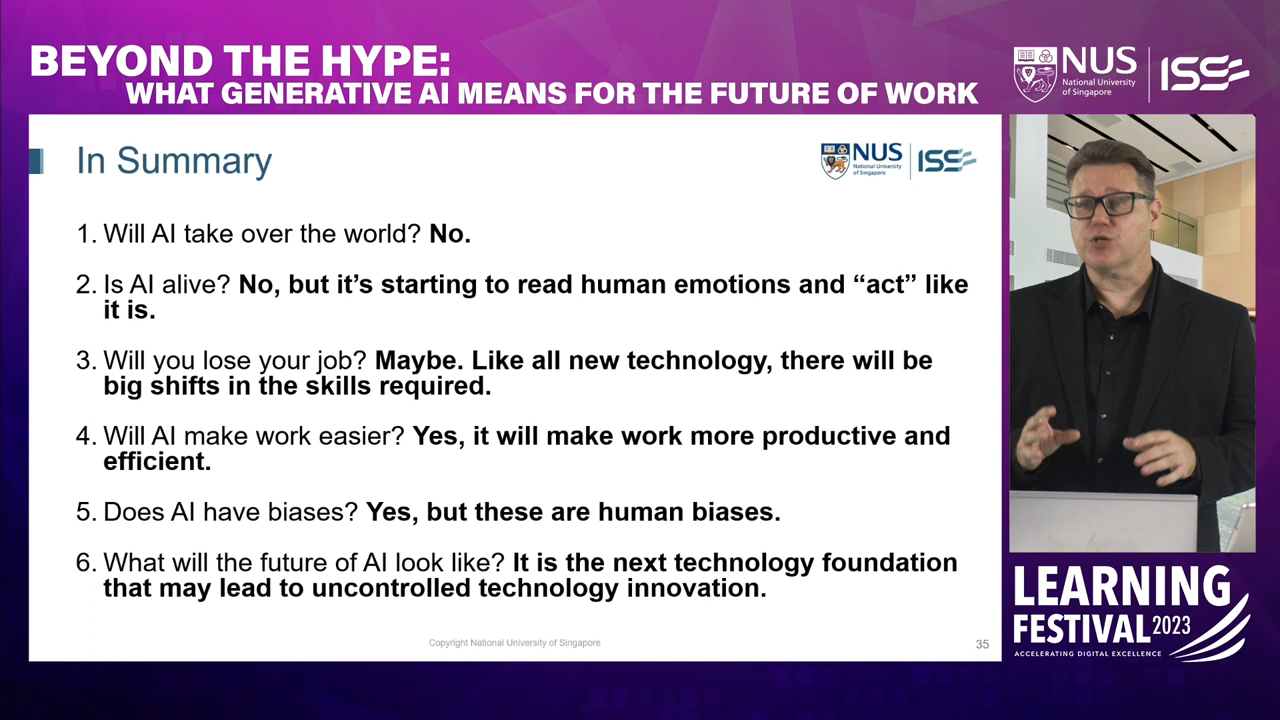 BEYOND THE HYPE:
WHAT GENERATIVE AI MEANS FOR THE FUTURE OF WORK
NUS
National University
of Singapore
ISS
In Summary
NUS
National University
of Singapore
ISS
1. Will AI take over the world? No.
2. Is AI alive? No, but it’s starting to read human emotions and “act” like
it is.
3. Will you lose your job? Maybe. Like all new technology, there will be
big shifts in the skills required.
4. Will AI make work easier? Yes, it will make work more productive and
efficient.
5. Does AI have biases? Yes, but these are human biases.
6. What will the future of AI look like? It is the next technology foundation
that may lead to uncontrolled technology innovation.
Copyright National University of Singapore
35
LEARNING
FESTIVAL 2023
ACCELERATING DIGITAL EXCELLENCE